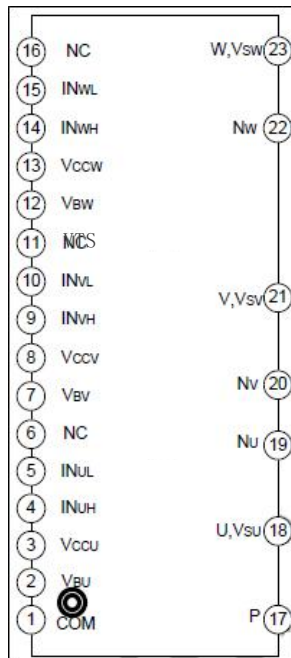 16 NC W,VSW 23
15 INWL
14 INWH NW 22
13 VCCW
12 VBW
11 VTS
10 INVL
9 INVH V,VSV 21
8 VCCV
7 VBV NV 20
6 NC NU 19
5 INUL
4 INUH
3 VCCU U,VSU 18
2 VBU
1 COM P 17